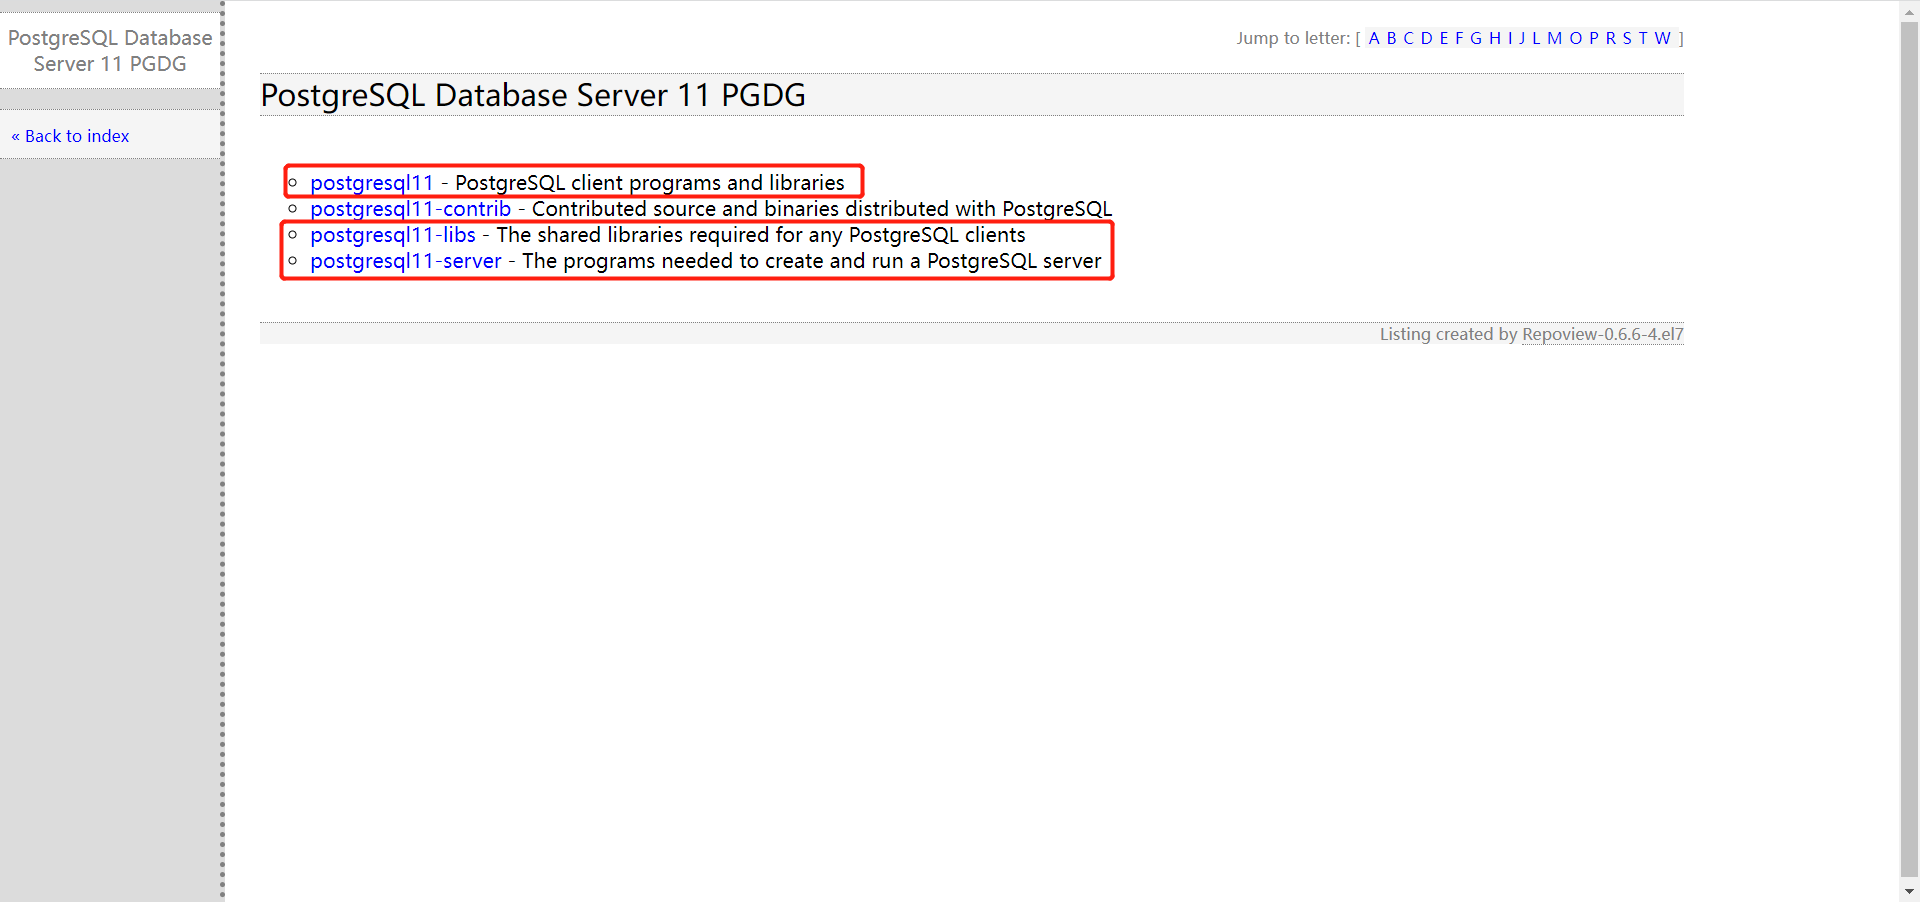 PostgreSQL Database
Server 11 PGDG
« Back to index
Jump to letter: [ A B C D E F G H I J L M O P R S T W ]
PostgreSQL Database Server 11 PGDG
postgresql11 - PostgreSQL client programs and libraries
postgresql11-contrib - Contributed source and binaries distributed with PostgreSQL
postgresql11-libs - The shared libraries required for any PostgreSQL clients
postgresql11-server - The programs needed to create and run a PostgreSQL server
Listing created by Repoview-0.6.6-4.el7